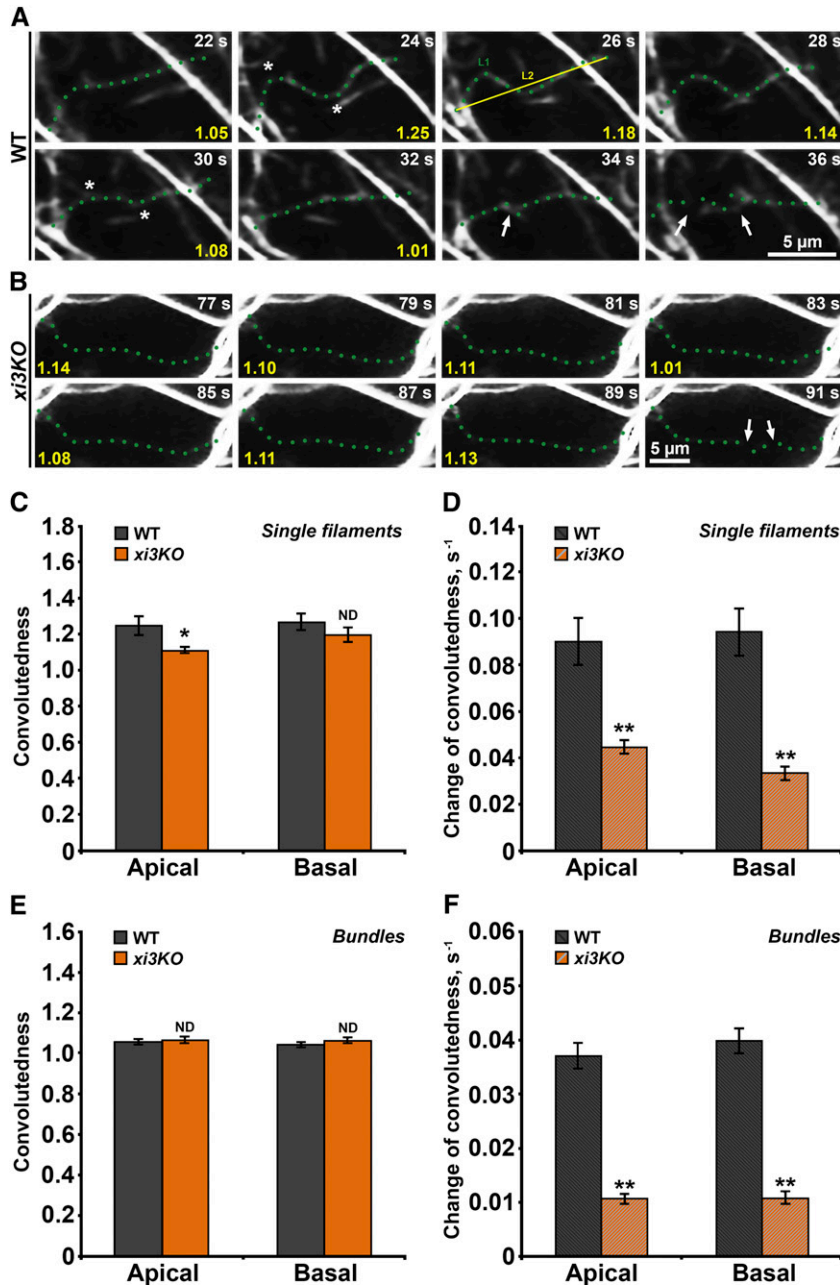 A
WT
22 s
1.05
24 s
*
*
1.25
26 s
L1
L2
1.18
28 s
1.14
30 s
*
*
1.08
32 s
1.01
34 s
36 s
5 µm
B
xi3KO
77 s
1.14
79 s
1.10
81 s
1.11
83 s
1.01
85 s
1.08
87 s
1.11
89 s
1.13
91 s
5 µm
C
Convolutedness
1.8
1.6
1.4
1.2
1.0
0.8
0.6
0.4
0.2
0
WT
xi3KO
Single filaments
*
ND
Apical
Basal
D
Change of convolutedness, s⁻¹
0.14
0.12
0.10
0.08
0.06
0.04
0.02
0
WT
xi3KO
Single filaments
**
**
Apical
Basal
E
Convolutedness
1.6
1.4
1.2
1.0
0.8
0.6
0.4
0.2
0
WT
xi3KO
Bundles
ND
ND
Apical
Basal
F
Change of convolutedness, s⁻¹
0.06
0.05
0.04
0.03
0.02
0.01
0
WT
xi3KO
Bundles
**
**
Apical
Basal